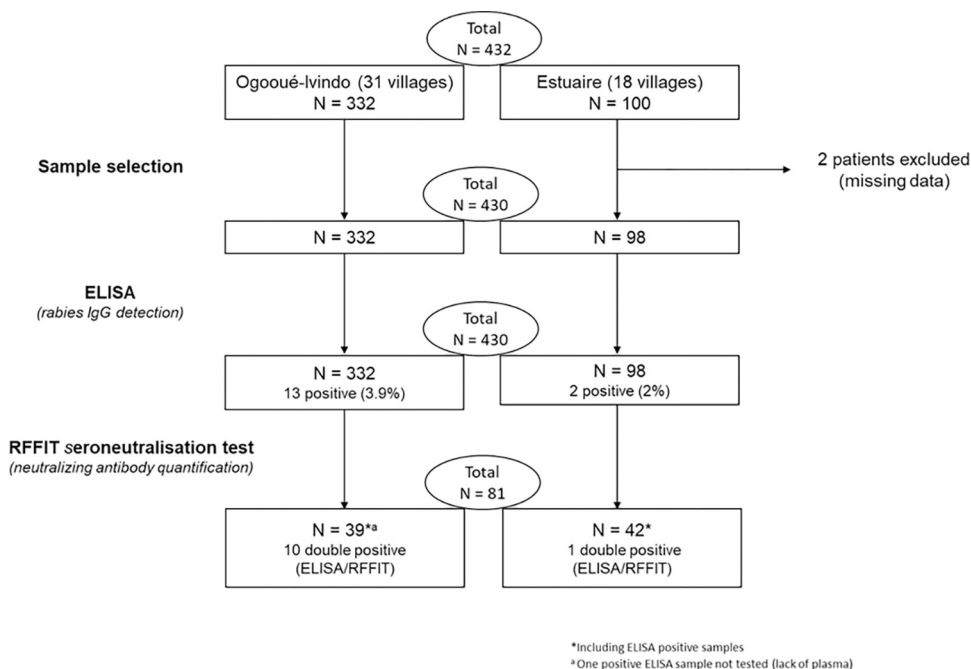 Total
N = 432
Ogooué-Ivindo (31 villages)
N = 332
Estuaire (18 villages)
N = 100
Sample selection
2 patients excluded
(missing data)
Total
N = 430
N = 332
N = 98
ELISA
(rabies IgG detection)
Total
N = 430
N = 332
13 positive (3.9%)
N = 98
2 positive (2%)
RFFIT seroneutralisation test
(neutralizing antibody quantification)
Total
N = 81
N = 39*a
10 double positive
(ELISA/RFFIT)
N = 42*
1 double positive
(ELISA/RFFIT)
*Including ELISA positive samples
a One positive ELISA sample not tested (lack of plasma)